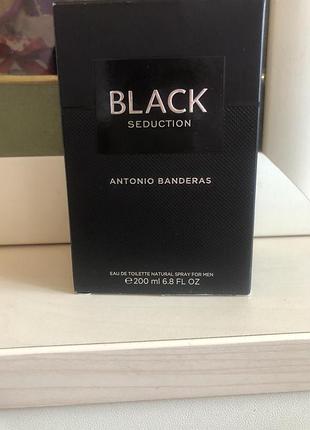 BLACK
SEDUCTION
ANTONIO BANDERAS
EAU DE TOILETTE NATURAL SPRAY FOR MEN
℮200 ml 6.8 FL OZ